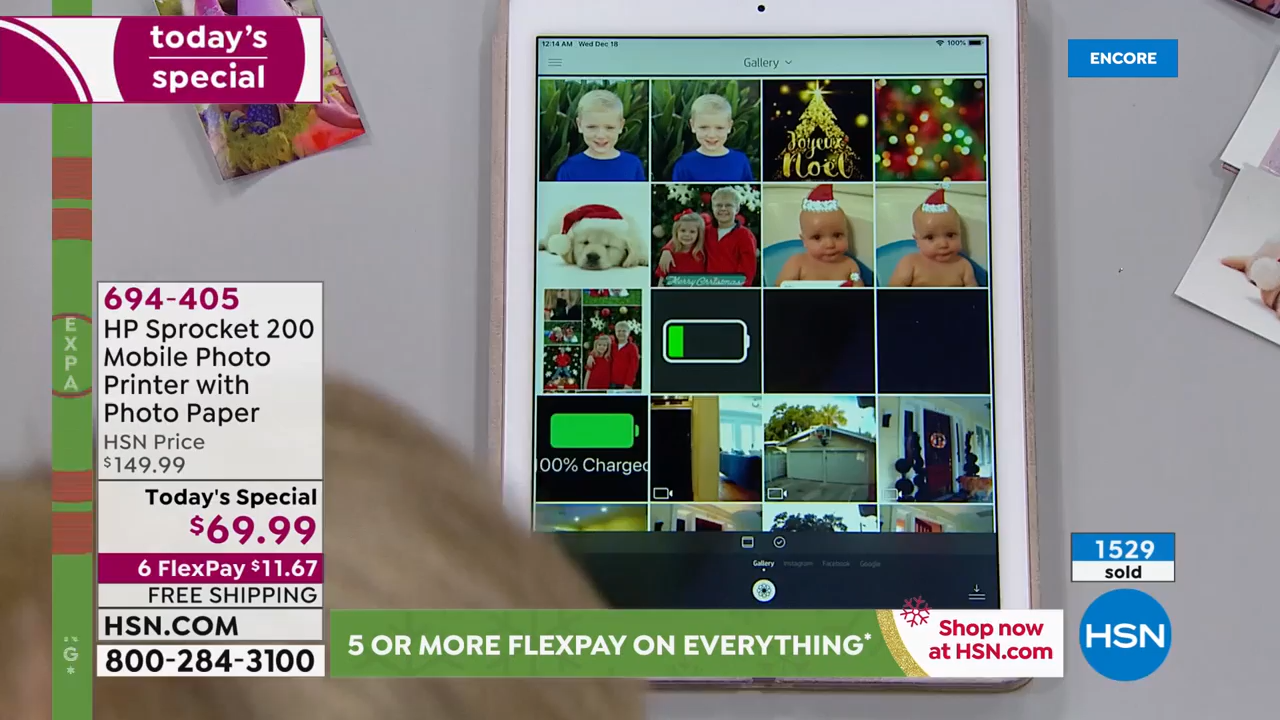 today's
special
ENCORE
12:14 AM Wed Dec 18
100%
Gallery
Joyeux
Noël
Merry Christmas
00% Charged
Gallery Instagram Facebook Google
EXPA
"G*
694-405
HP Sprocket 200
Mobile Photo
Printer with
Photo Paper
HSN Price
$149.99
Today's Special
$69.99
6 FlexPay $11.67
FREE SHIPPING
HSN.COM
800-284-3100
5 OR MORE FLEXPAY ON EVERYTHING*
Shop now
at HSN.com
1529
sold
HSN